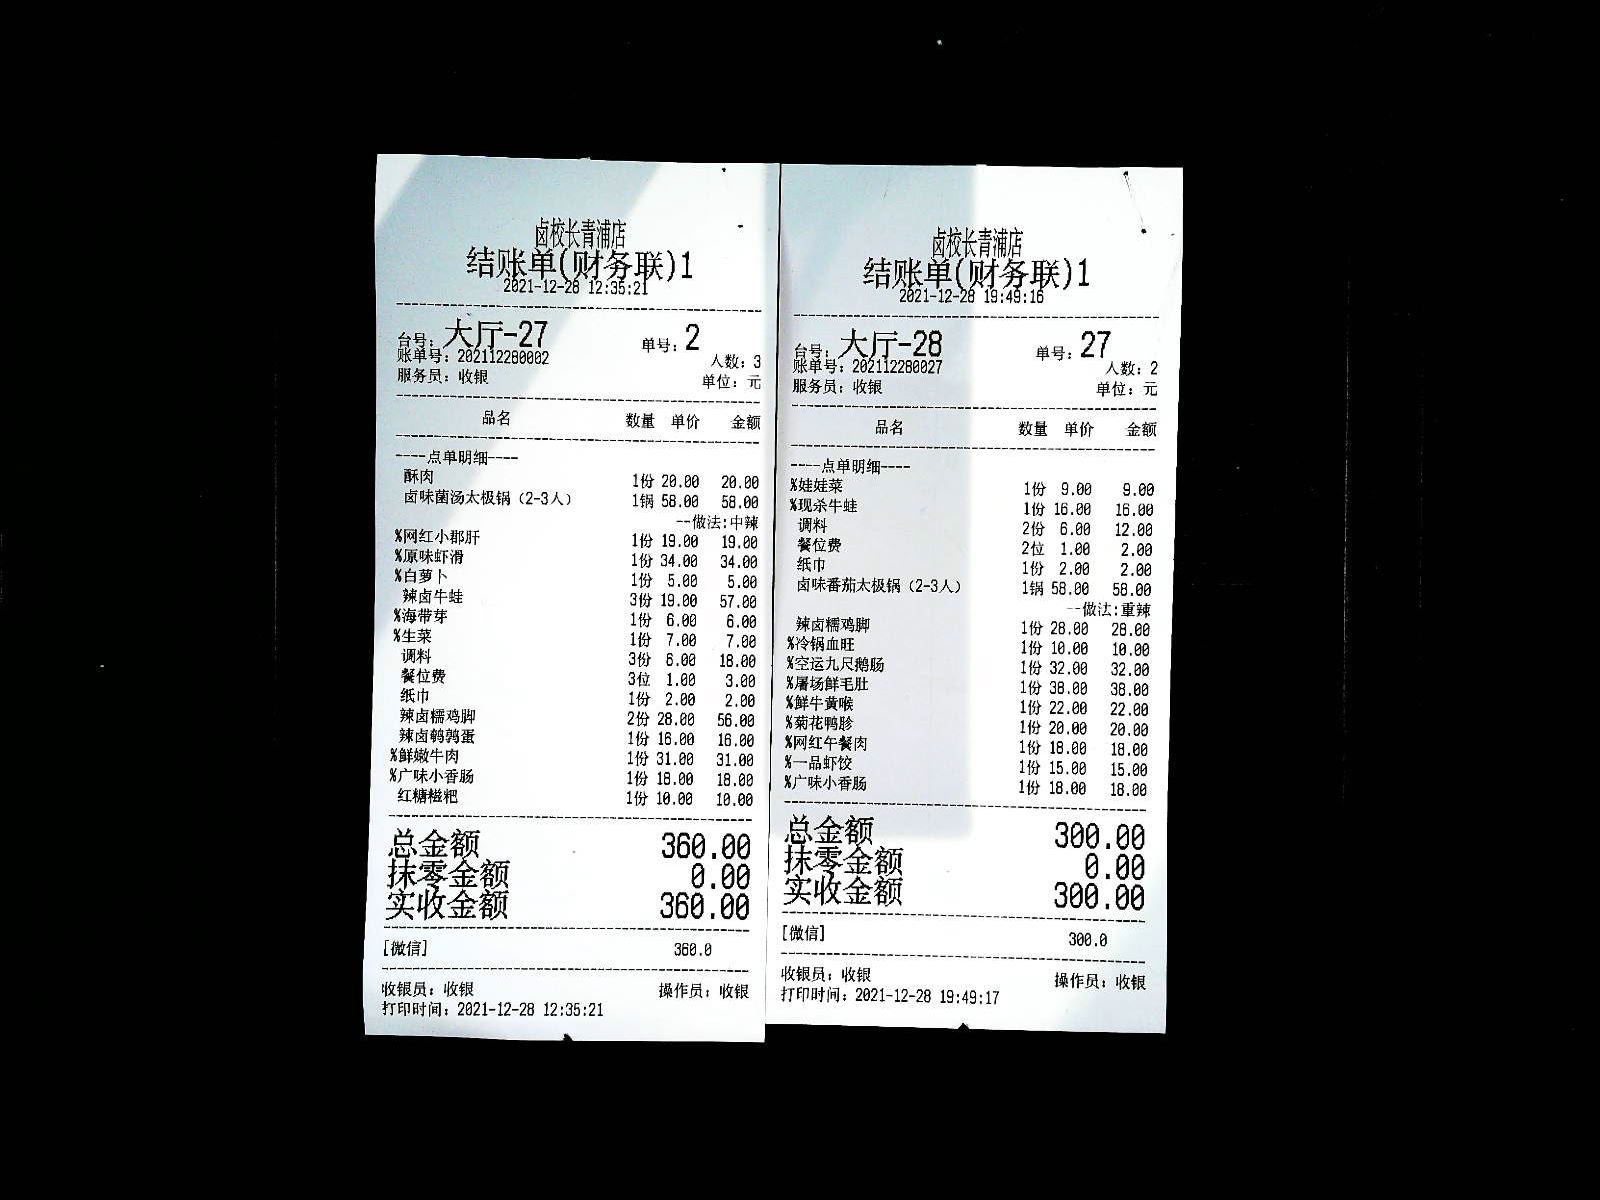 卤校长青浦店
结账单(财务联)1
2021-12-28 12:35:21
台号: 大厅-27 单号: 2
账单号: 202112280002 人数: 3
服务员: 收银 单位: 元
品名 数量 单价 金额
----点单明细----
酥肉 1份 20.00 20.00
卤味菌汤太极锅（2-3人） 1锅 58.00 58.00
--做法:中辣
%网红小郡肝 1份 19.00 19.00
%原味虾滑 1份 34.00 34.00
%白萝卜 1份 5.00 5.00
辣卤牛蛙 3份 19.00 57.00
%海带芽 1份 6.00 6.00
%生菜 1份 7.00 7.00
调料 3份 6.00 18.00
餐位费 3位 1.00 3.00
纸巾 1份 2.00 2.00
辣卤糯鸡脚 2份 28.00 56.00
辣卤鹌鹑蛋 1份 16.00 16.00
%鲜嫩牛肉 1份 31.00 31.00
%广味小香肠 1份 18.00 18.00
红糖糍粑 1份 10.00 10.00
总金额 360.00
抹零金额 0.00
实收金额 360.00
[微信] 360.0
收银员: 收银 操作员: 收银
打印时间: 2021-12-28 12:35:21
卤校长青浦店
结账单(财务联)1
2021-12-28 19:49:16
台号: 大厅-28 单号: 27
账单号: 202112280027 人数: 2
服务员: 收银 单位: 元
品名 数量 单价 金额
----点单明细----
%娃娃菜 1份 9.00 9.00
%现杀牛蛙 1份 16.00 16.00
调料 2份 6.00 12.00
餐位费 2位 1.00 2.00
纸巾 1份 2.00 2.00
卤味番茄太极锅（2-3人） 1锅 58.00 58.00
--做法:重辣
辣卤糯鸡脚 1份 28.00 28.00
%冷锅血旺 1份 10.00 10.00
%空运九尺鹅肠 1份 32.00 32.00
%屠场鲜毛肚 1份 38.00 38.00
%鲜牛黄喉 1份 22.00 22.00
%菊花鸭胗 1份 20.00 20.00
%网红午餐肉 1份 18.00 18.00
%一品虾饺 1份 15.00 15.00
%广味小香肠 1份 18.00 18.00
总金额 300.00
抹零金额 0.00
实收金额 300.00
[微信] 300.0
收银员: 收银 操作员: 收银
打印时间: 2021-12-28 19:49:17